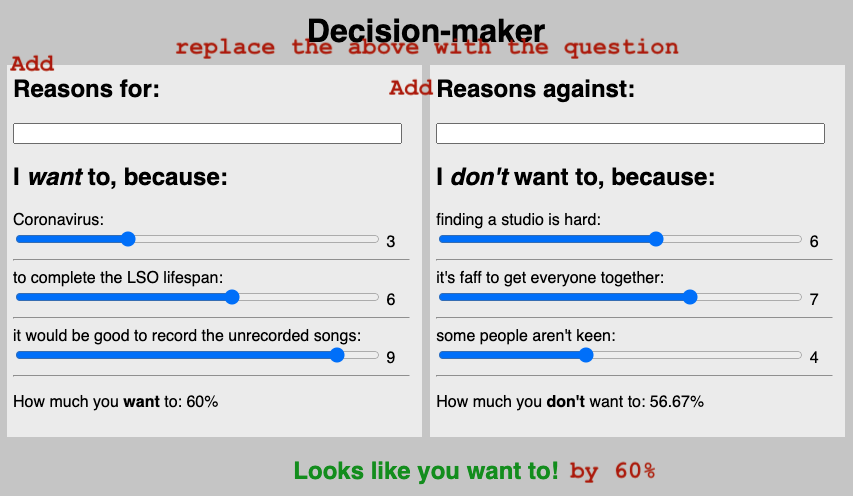 Decision-maker
replace the above with the question
Add
Reasons for:
I want to, because:
Coronavirus:
3
to complete the LSO lifespan:
6
it would be good to record the unrecorded songs:
9
How much you want to: 60%
Add
Reasons against:
I don't want to, because:
finding a studio is hard:
6
it's faff to get everyone together:
7
some people aren't keen:
4
How much you don't want to: 56.67%
Looks like you want to! by 60%